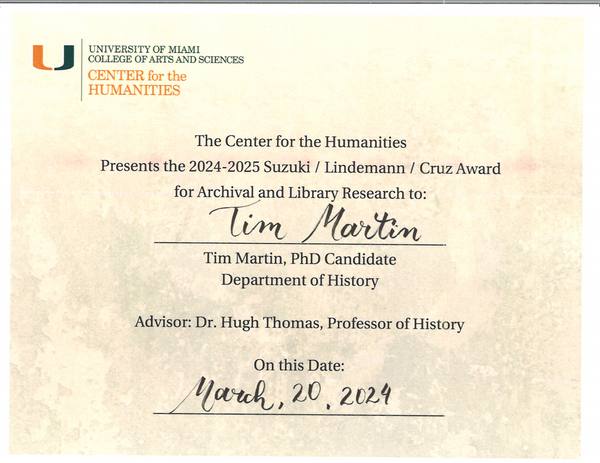 UNIVERSITY OF MIAMI
COLLEGE OF ARTS AND SCIENCES
CENTER for the
HUMANITIES
The Center for the Humanities
Presents the 2024-2025 Suzuki / Lindemann / Cruz Award
for Archival and Library Research to:
Tim Martin
Tim Martin, PhD Candidate
Department of History
Advisor: Dr. Hugh Thomas, Professor of History
On this Date:
March, 20, 2024